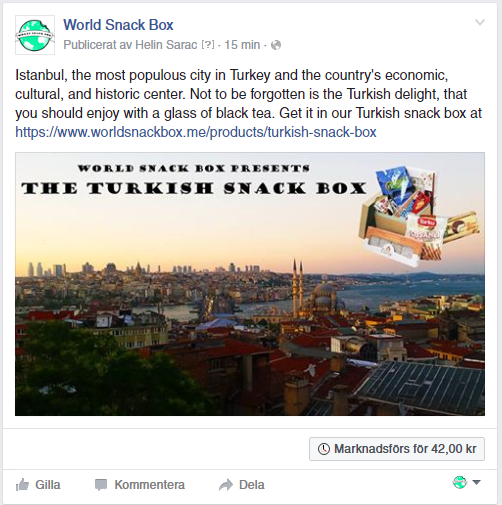 World Snack Box
Publicerat av Helin Sarac [?] · 15 min ·
Istanbul, the most populous city in Turkey and the country's economic,
cultural, and historic center. Not to be forgotten is the Turkish delight, that
you should enjoy with a glass of black tea. Get it in our Turkish snack box at
https://www.worldsnackbox.me/products/turkish-snack-box
WORLD SNACK BOX PRESENTS
THE TURKISH SNACK BOX
Marknadsförs för 42,00 kr
Gilla Kommentera Dela